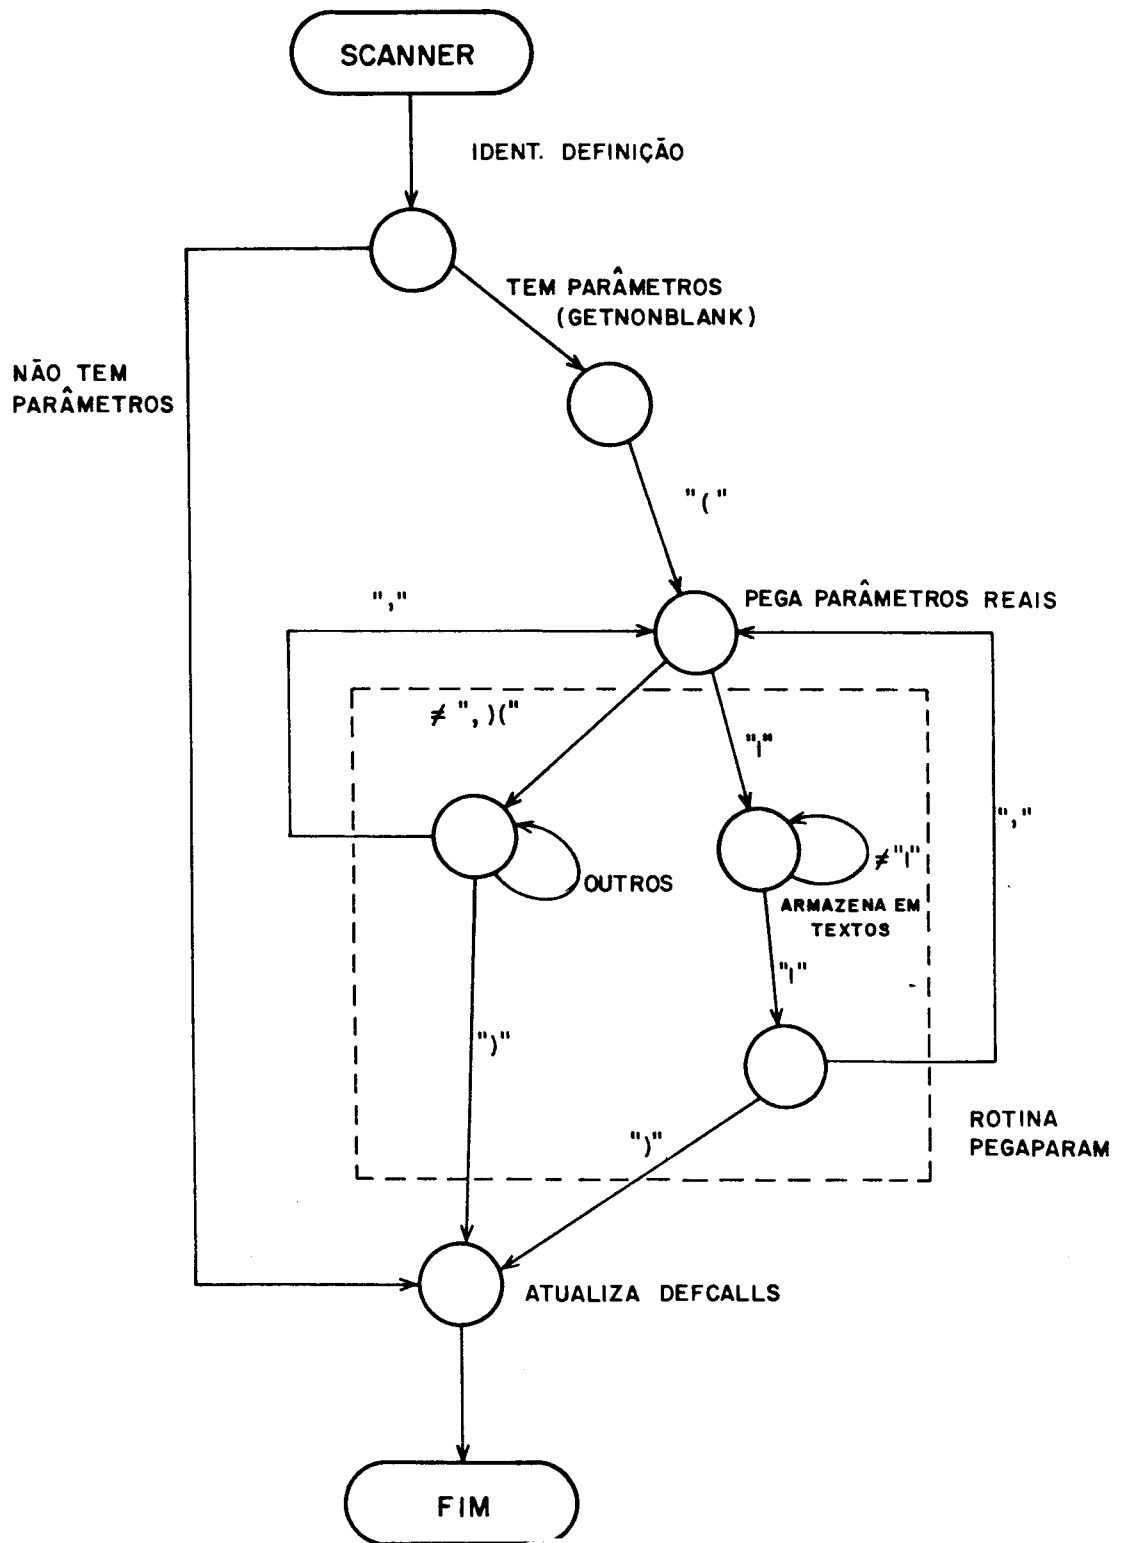 SCANNER
IDENT. DEFINIÇÃO
TEM PARÂMETROS
(GETNONBLANK)
NÃO TEM
PARÂMETROS
"("
","
PEGA PARÂMETROS REAIS
≠ ", )("
"|"
","
≠"|"
OUTROS
ARMAZENA EM
TEXTOS
"|"
")"
")"
ROTINA
PEGAPARAM
ATUALIZA DEFCALLS
FIM